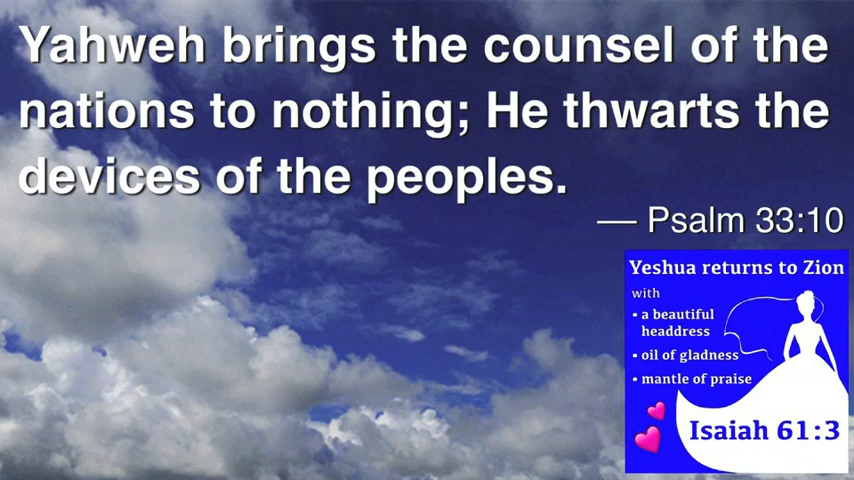 Yahweh brings the counsel of the
nations to nothing; He thwarts the
devices of the peoples.
— Psalm 33:10
Yeshua returns to Zion
with
• a beautiful
headdress
• oil of gladness
• mantle of praise
Isaiah 61:3